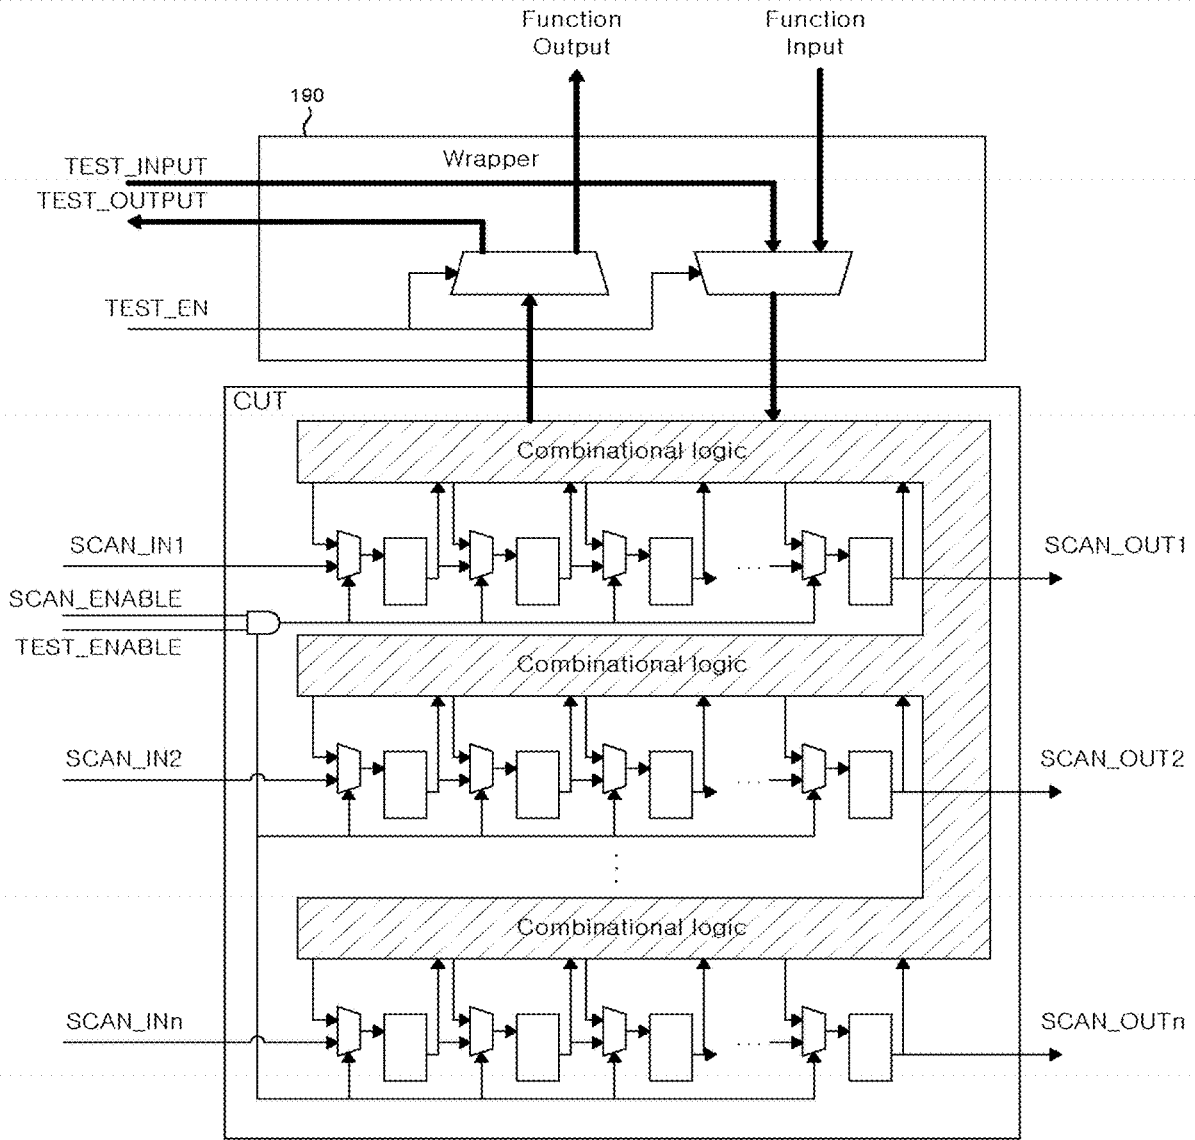 Function
Output
Function
Input
190
Wrapper
TEST_INPUT
TEST_OUTPUT
TEST_EN
CUT
Combinational logic
SCAN_IN1
SCAN_OUT1
SCAN_ENABLE
TEST_ENABLE
Combinational logic
SCAN_IN2
SCAN_OUT2
Combinational logic
SCAN_INn
SCAN_OUTn